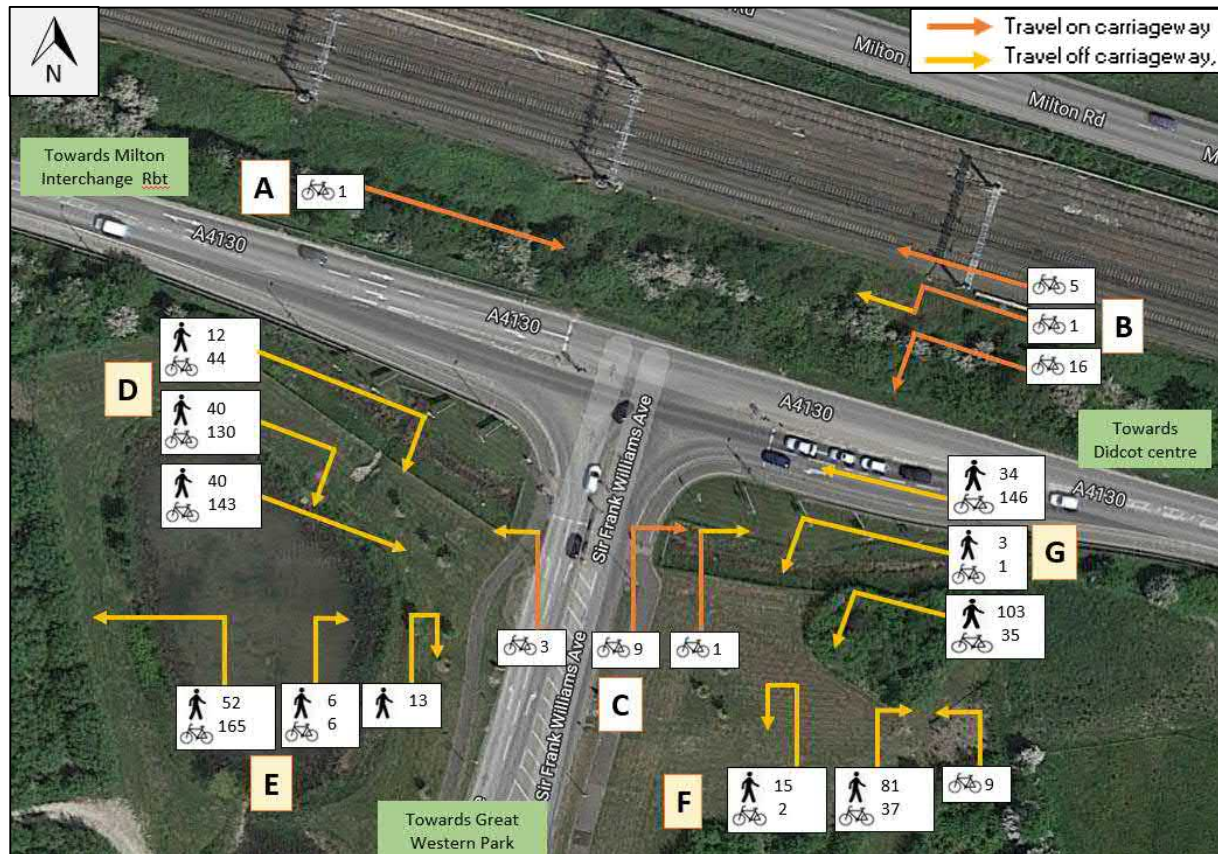 N
Travel on carriageway
Travel off carriageway,
Milton Rd
Towards Milton
Interchange Rbt
A
1
A4130
5
1
B
16
A4130
12
44
D
40
130
40
143
A4130
Towards
Didcot centre
Sir Frank Williams Ave
34
146
A4130
3
1
G
103
35
3
9
1
C
52
165
6
6
13
E
Sir Frank Williams Ave
15
2
F
81
37
9
Towards Great
Western Park